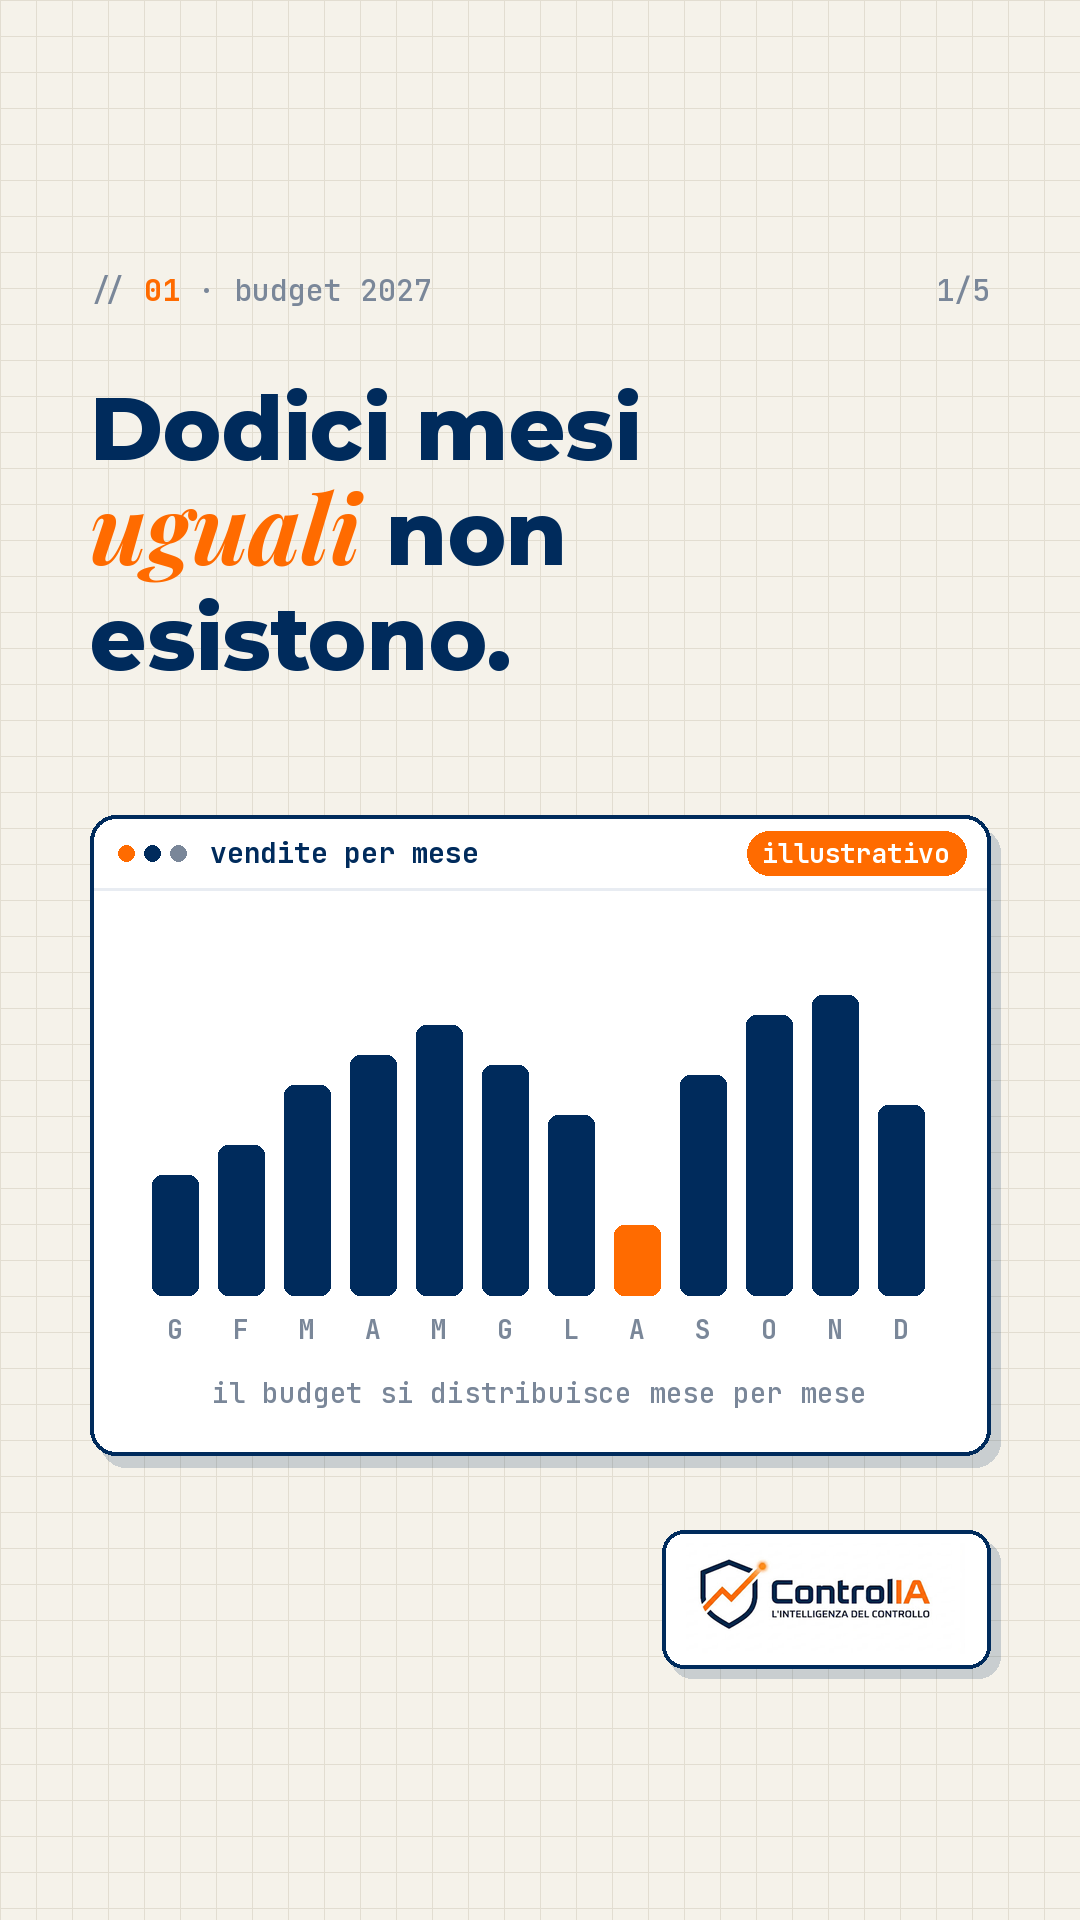 // 01 · budget 2027
1/5
Dodici mesi
uguali non
esistono.
vendite per mese
illustrativo
G F M A M G L A S O N D
il budget si distribuisce mese per mese
ControlIA
L'INTELLIGENZA DEL CONTROLLO